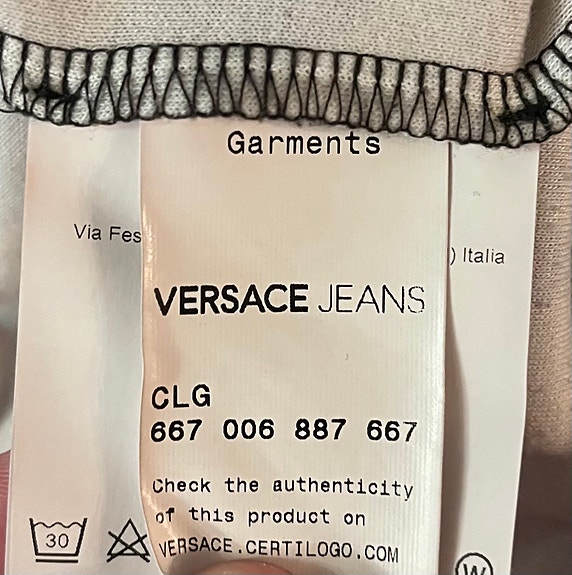 Garments
Via Fes
) Italia
VERSACE JEANS
CLG
667 006 887 667
Check the authenticity
of this product on
VERSACE.CERTILOGO.COM
30
W